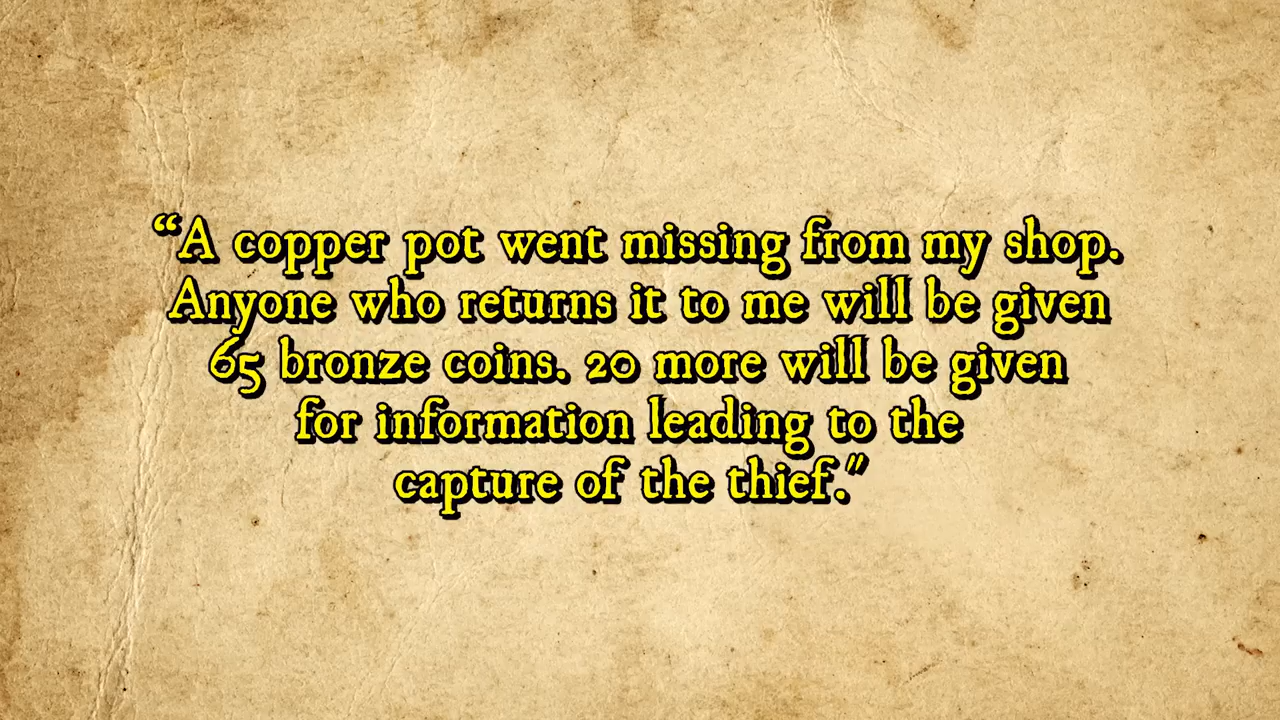 “A copper pot went missing from my shop.
Anyone who returns it to me will be given
65 bronze coins. 20 more will be given
for information leading to the
capture of the thief."